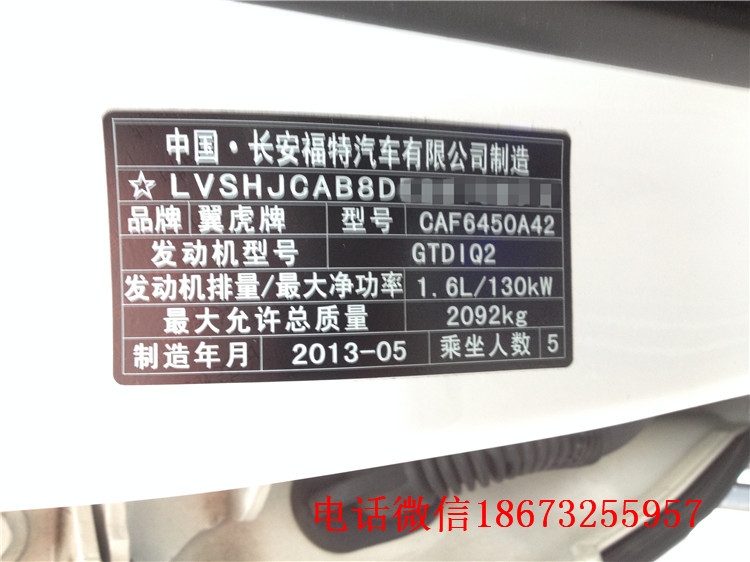 中国·长安福特汽车有限公司制造
☆LVSHJCAB8D
品牌 翼虎牌 型号 CAF6450A42
发动机型号 GTDIQ2
发动机排量/最大净功率 1.6L/130kW
最大允许总质量 2092kg
制造年月 2013-05 乘坐人数 5
电话微信18673255957